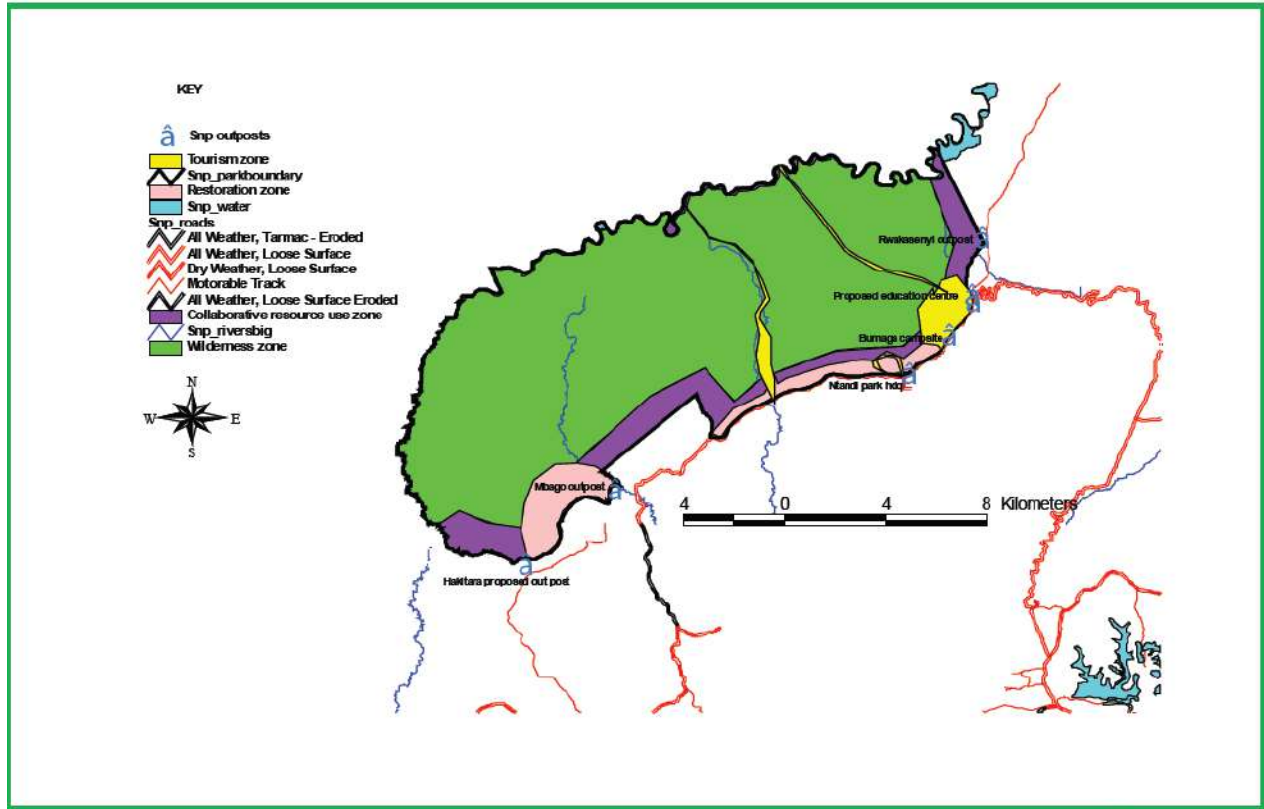 KEY
â Snp outposts
Tourism zone
Snp_parkboundary
Restoration zone
Snp_water
Snp_roads
All Weather, Tarmac - Eroded
All Weather, Loose Surface
Dry Weather, Loose Surface
Motorable Track
All Weather, Loose Surface Eroded
Collaborative resource use zone
Snp_riversbig
Wilderness zone
N
W E
S
Rwakasenyi outpost
â
Proposed education centre
â
Bumaga campsite
â
Ntandi park hdq
â
Mbago outpost
â
4 0 4 8 Kilometers
â
Hakitara proposed out post